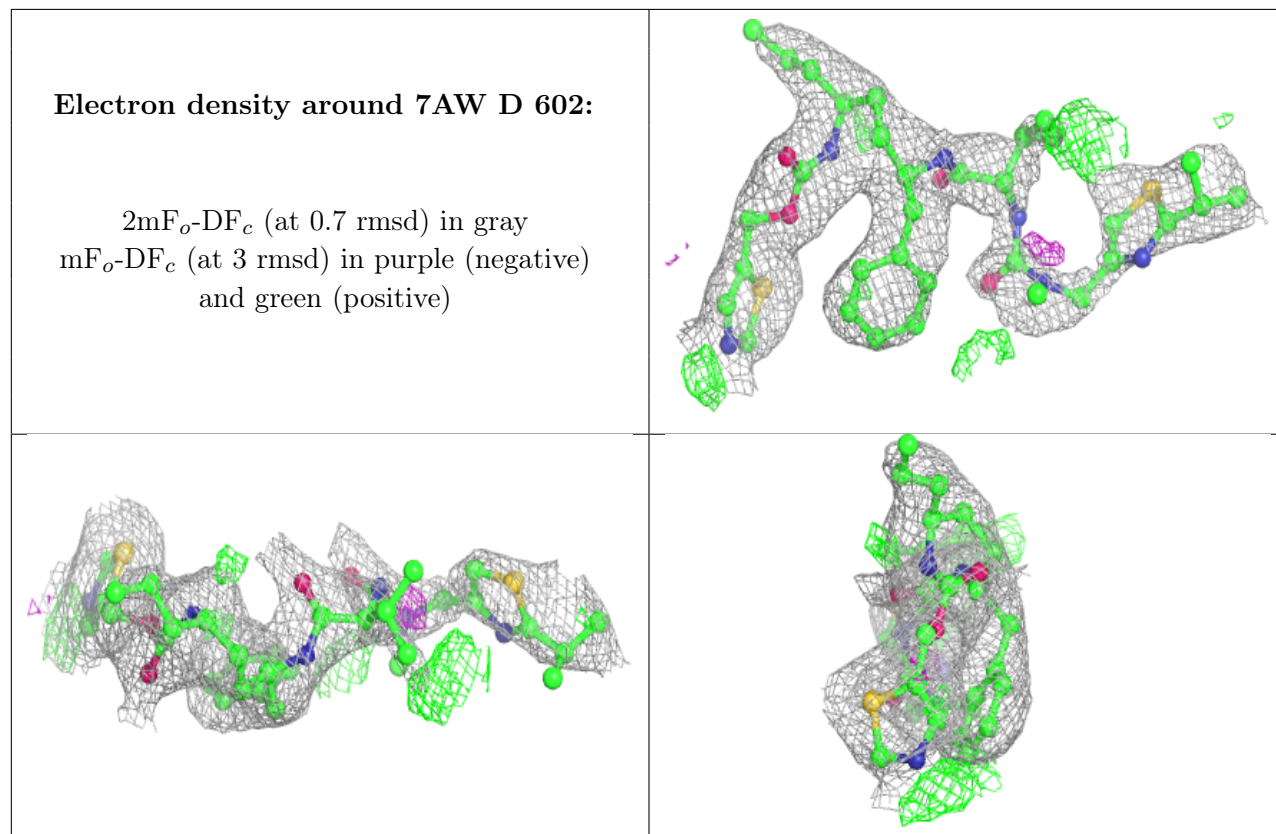 Electron density around 7AW D 602:
2mFₒ-DF𝒸 (at 0.7 rmsd) in gray
mFₒ-DF𝒸 (at 3 rmsd) in purple (negative)
and green (positive)